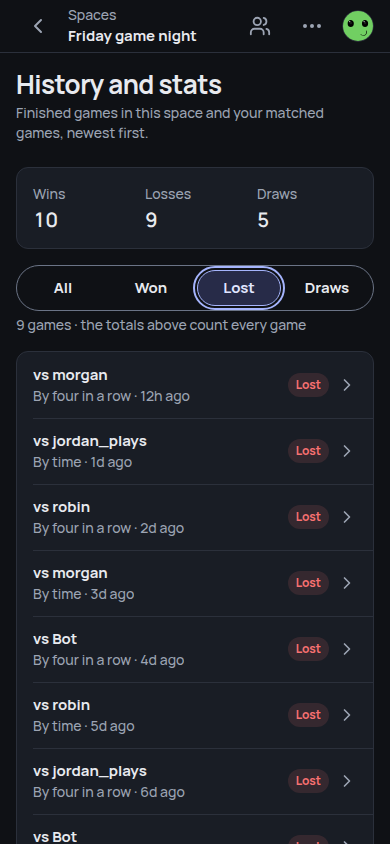 Spaces
Friday game night
History and stats
Finished games in this space and your matched
games, newest first.
Wins Losses Draws
10 9 5
All Won Lost Draws
9 games · the totals above count every game
vs morgan
By four in a row · 12h ago
Lost
vs jordan_plays
By time · 1d ago
Lost
vs robin
By four in a row · 2d ago
Lost
vs morgan
By time · 3d ago
Lost
vs Bot
By four in a row · 4d ago
Lost
vs robin
By time · 5d ago
Lost
vs jordan_plays
By four in a row · 6d ago
Lost
vs Bot